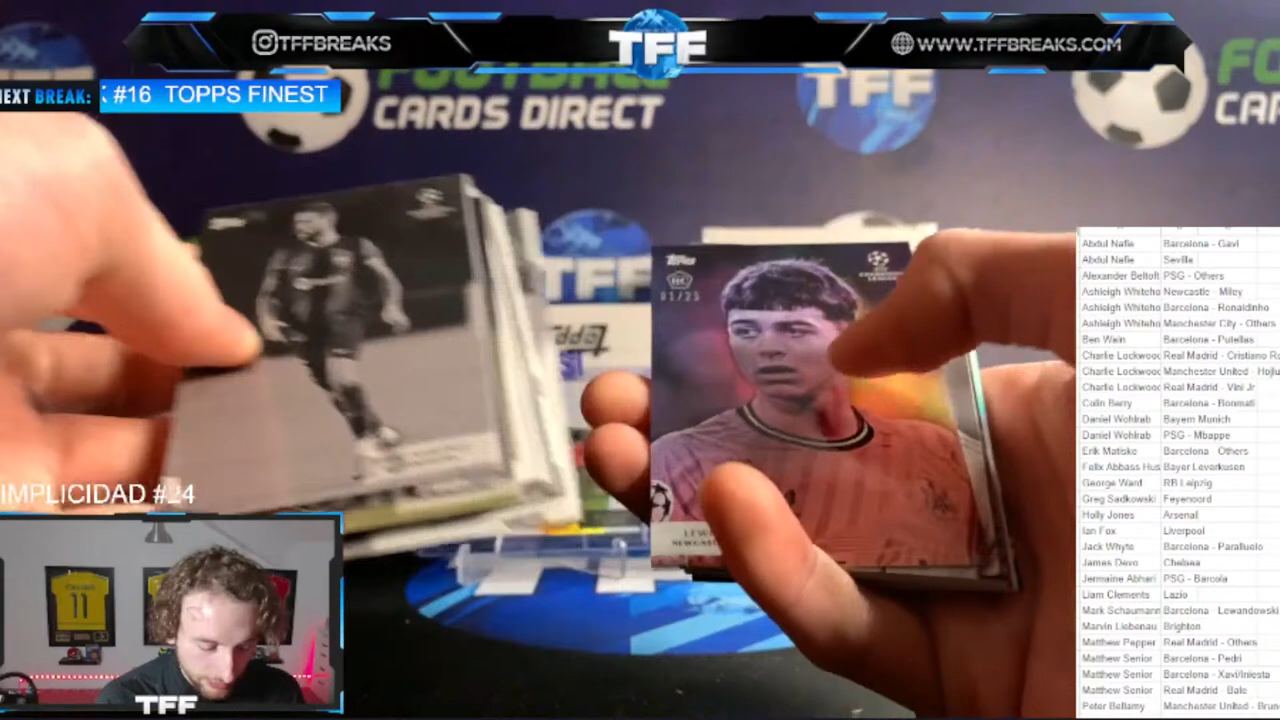 TFFBREAKS
TFF
WWW.TFFBREAKS.COM
NEXT BREAK:
#16 TOPPS FINEST
FOOTBALL
CARDS DIRECT
TFF
topps
01/25
IMPLICIDAD #24
TFF
Abdul Nafie Barcelona - Gavi
Abdul Nafie Sevilla
Alexander Beltoft PSG - Others
Ashleigh Whiteho Newcastle - Miley
Ashleigh Whiteho Barcelona - Ronaldinho
Ashleigh Whiteho Manchester City - Others
Ben Wain Barcelona - Putellas
Charlie Lockwood Real Madrid - Cristiano Ro
Charlie Lockwood Manchester United - Hojlu
Charlie Lockwood Real Madrid - Vini Jr
Colin Berry Barcelona - Bonmati
Daniel Wohlrab Bayern Munich
Daniel Wohlrab PSG - Mbappe
Erik Matiske Barcelona - Others
Felix Abbass Hus Bayer Leverkusen
George Ward RB Leipzig
Greg Sadkowski Feyenoord
Holly Jones Arsenal
Ian Fox Liverpool
Jack Whyte Barcelona - Paralluelo
James Devo Chelsea
Jermaine Abhari PSG - Barcola
Liam Clements Lazio
Mark Schaumann Barcelona - Lewandowski
Marvin Liebenau Brighton
Matthew Pepper Real Madrid - Others
Matthew Senior Barcelona - Pedri
Matthew Senior Barcelona - Xavi/Iniesta
Matthew Senior Real Madrid - Bale
Peter Bellamy Manchester United - Brun